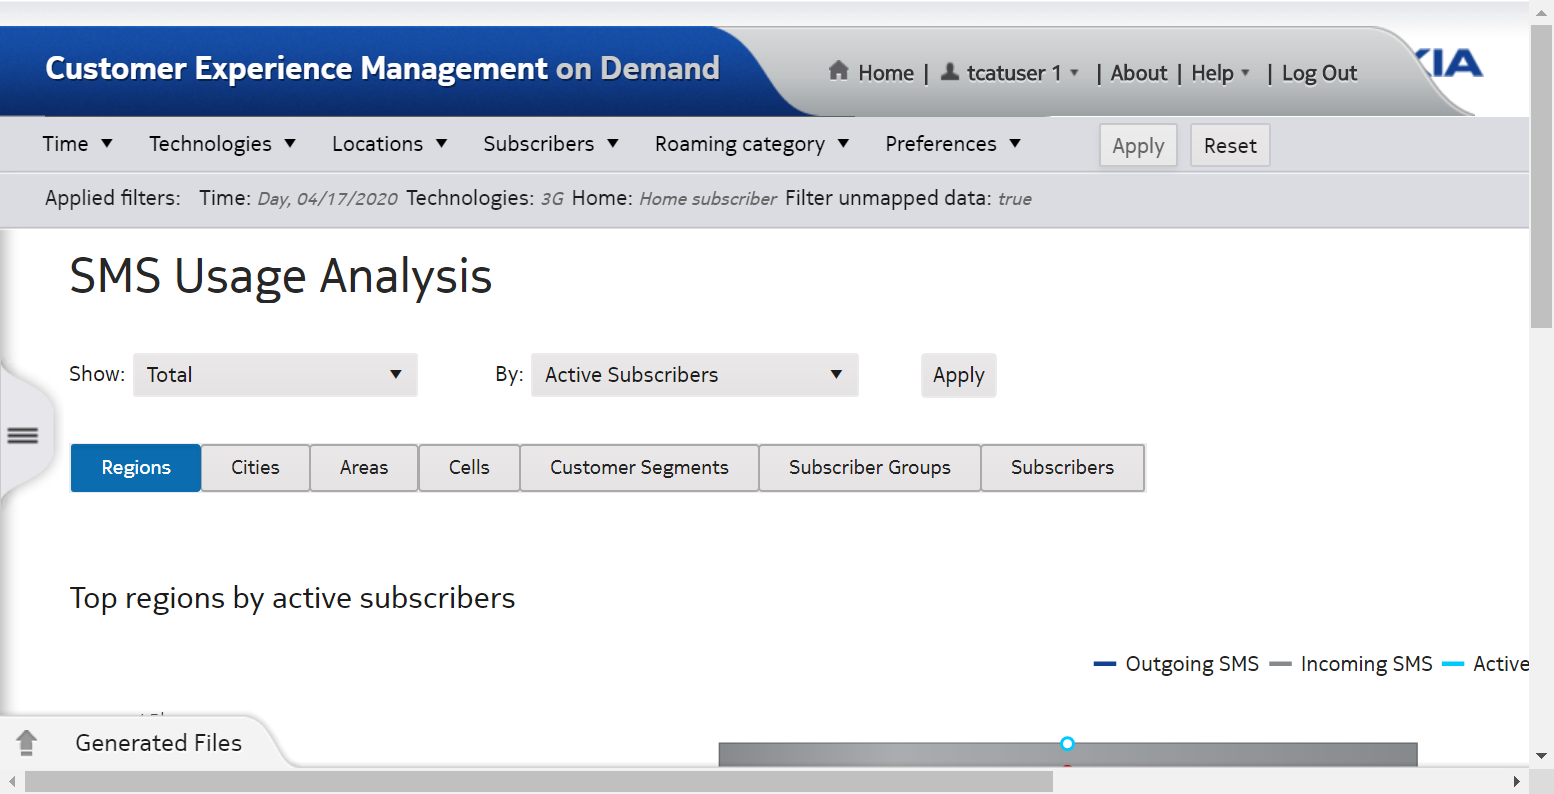 Customer Experience Management on Demand
Home | tcatuser 1 | About | Help | Log Out
KIA
Time Technologies Locations Subscribers Roaming category Preferences Apply Reset
Applied filters: Time: Day, 04/17/2020 Technologies: 3G Home: Home subscriber Filter unmapped data: true
SMS Usage Analysis
Show: Total By: Active Subscribers Apply
Regions Cities Areas Cells Customer Segments Subscriber Groups Subscribers
Top regions by active subscribers
Outgoing SMS Incoming SMS Active
Generated Files